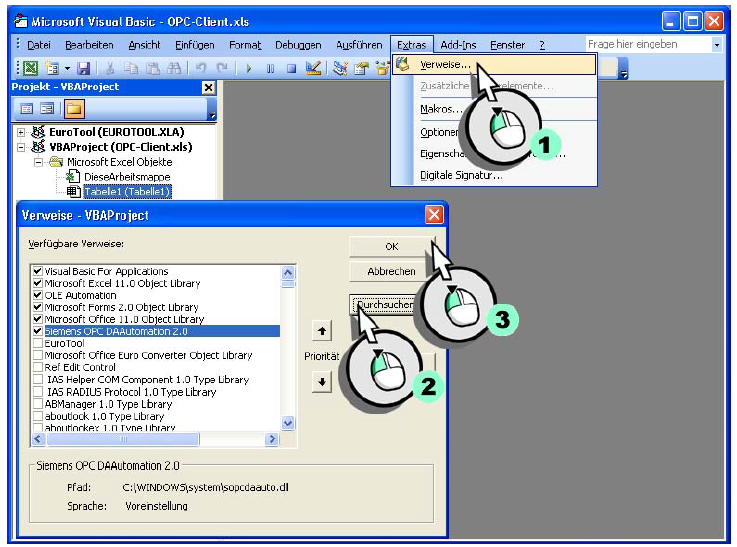 Microsoft Visual Basic - OPC-Client.xls
Datei Bearbeiten Ansicht Einfügen Format Debuggen Ausführen Extras Add-Ins Fenster ? Frage hier eingeben
Projekt - VBAProject
EuroTool (EUROTOOL.XLA)
VBAProject (OPC-Client.xls)
Microsoft Excel Objekte
DieseArbeitsmappe
Tabelle1 (Tabelle1)
Verweise...
Zusätzliche
Makros...
1
Digitale Signatur...
Verweise - VBAProject
Verfügbare Verweise:
Visual Basic For Applications
Microsoft Excel 11.0 Object Library
OLE Automation
Microsoft Forms 2.0 Object Library
Microsoft Office 11.0 Object Library
Siemens OPC DAAutomation 2.0
EuroTool
Microsoft Office Euro Converter Object Library
Ref Edit Control
IAS Helper COM Component 1.0 Type Library
IAS RADIUS Protocol 1.0 Type Library
ABManager 1.0 Type Library
aboutlook 1.0 Type Library
aboutlookex 1.0 Type Library
OK
Abbrechen
Durchsuchen
3
Priorität
2
Siemens OPC DAAutomation 2.0
Pfad: C:\WINDOWS\system\sopcdaauto.dll
Sprache: Voreinstellung